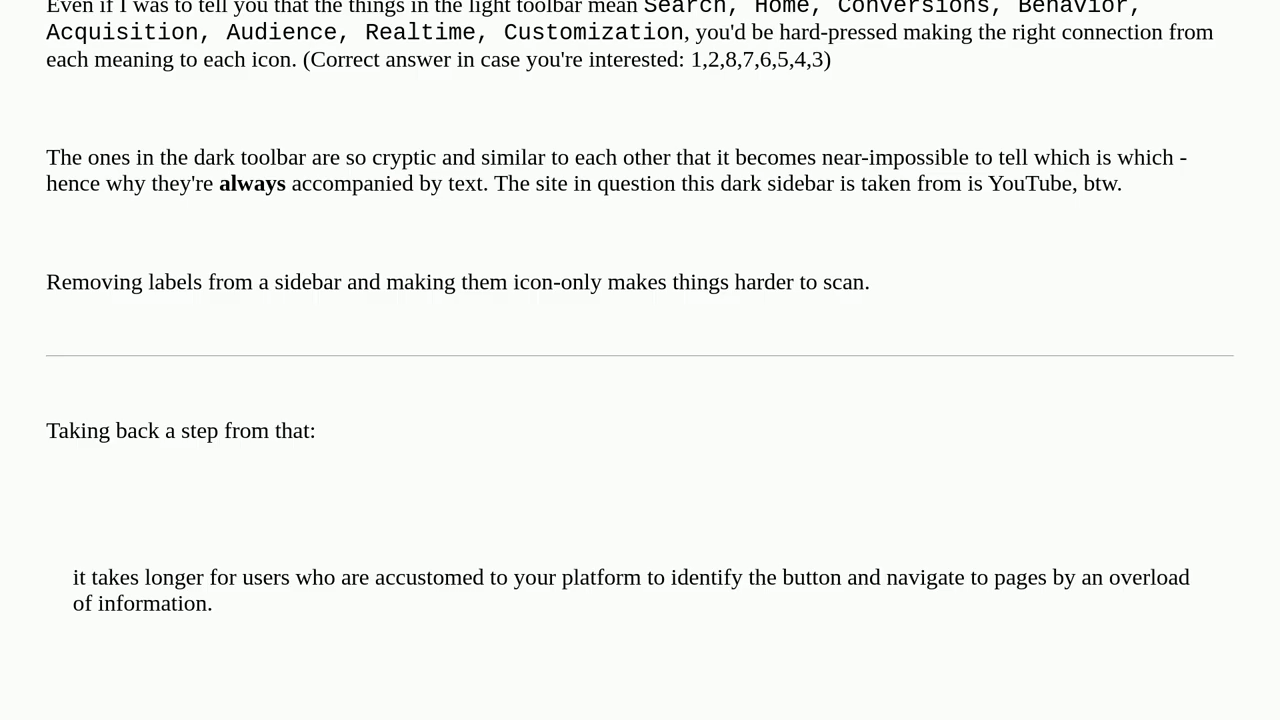 Even if I was to tell you that the things in the light toolbar mean Search, Home, Conversions, Behavior,
Acquisition, Audience, Realtime, Customization, you'd be hard-pressed making the right connection from
each meaning to each icon. (Correct answer in case you're interested: 1,2,8,7,6,5,4,3)
The ones in the dark toolbar are so cryptic and similar to each other that it becomes near-impossible to tell which is which -
hence why they're always accompanied by text. The site in question this dark sidebar is taken from is YouTube, btw.
Removing labels from a sidebar and making them icon-only makes things harder to scan.
Taking back a step from that:
it takes longer for users who are accustomed to your platform to identify the button and navigate to pages by an overload
of information.